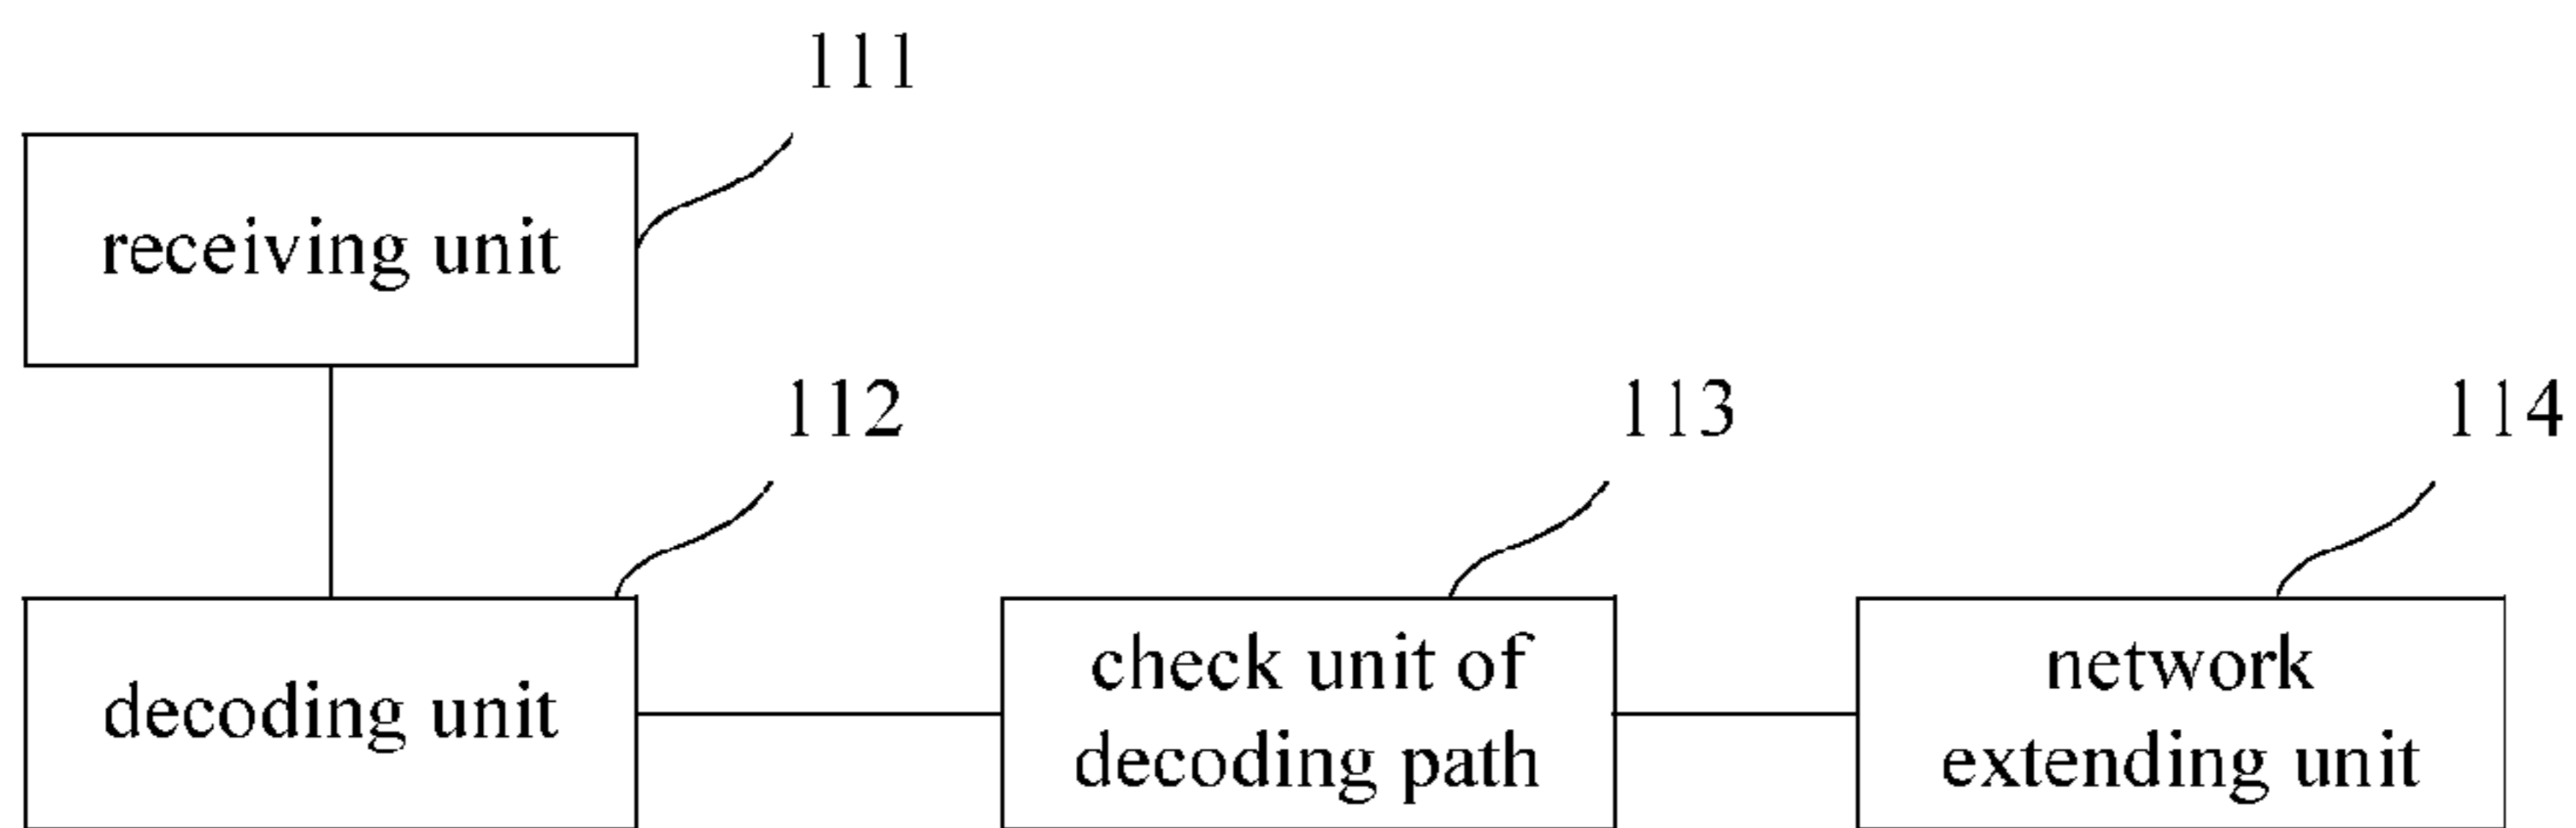 111
receiving unit
112
113
114
decoding unit
check unit of
decoding path
network
extending unit